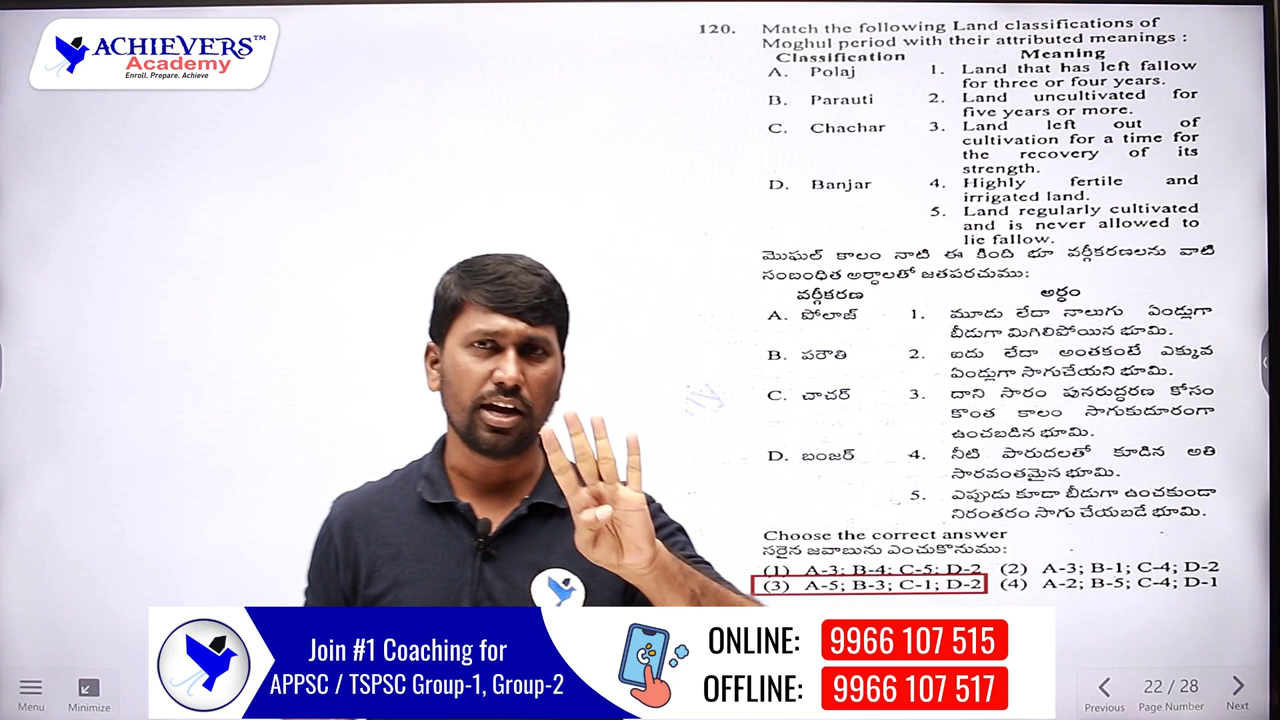 ACHIEVERS™
Academy
Enroll. Prepare. Achieve
120. Match the following Land classifications of
Moghul period with their attributed meanings :
Classification Meaning
A. Polaj 1. Land that has left fallow
for three or four years.
B. Parauti 2. Land uncultivated for
five years or more.
C. Chachar 3. Land left out of
cultivation for a time for
the recovery of its
strength.
D. Banjar 4. Highly fertile and
irrigated land.
5. Land regularly cultivated
and is never allowed to
lie fallow.
మొఘల్ కాలం నాటి ఈ కింది భూ వర్గీకరణలను వాటి
సంబంధిత అర్థాలతో జతపరచుము:
వర్గీకరణ అర్థం
A. పోలాజ్ 1. మూడు లేదా నాలుగు ఏండ్లుగా
బీడుగా మిగిలిపోయిన భూమి.
B. పరౌతి 2. ఐదు లేదా అంతకంటే ఎక్కువ
ఏండ్లుగా సాగుచేయని భూమి.
C. చాచర్ 3. దాని సారం పునరుద్ధరణ కోసం
కొంత కాలం సాగుకుదూరంగా
ఉంచబడిన భూమి.
D. బంజర్ 4. నీటి పారుదలతో కూడిన అతి
సారవంతమైన భూమి.
5. ఎప్పుడు కూడా బీడుగా ఉంచకుండా
నిరంతరం సాగు చేయబడే భూమి.
Choose the correct answer
సరైన జవాబును ఎంచుకొనుము:
(1) A-3; B-4; C-5; D-2 (2) A-3; B-1; C-4; D-2
(3) A-5; B-3; C-1; D-2 (4) A-2; B-5; C-4; D-1
Join #1 Coaching for
APPSC / TSPSC Group-1, Group-2
ONLINE: 9966 107 515
OFFLINE: 9966 107 517
Menu
Minimize
Previous
22 / 28
Page Number
Next